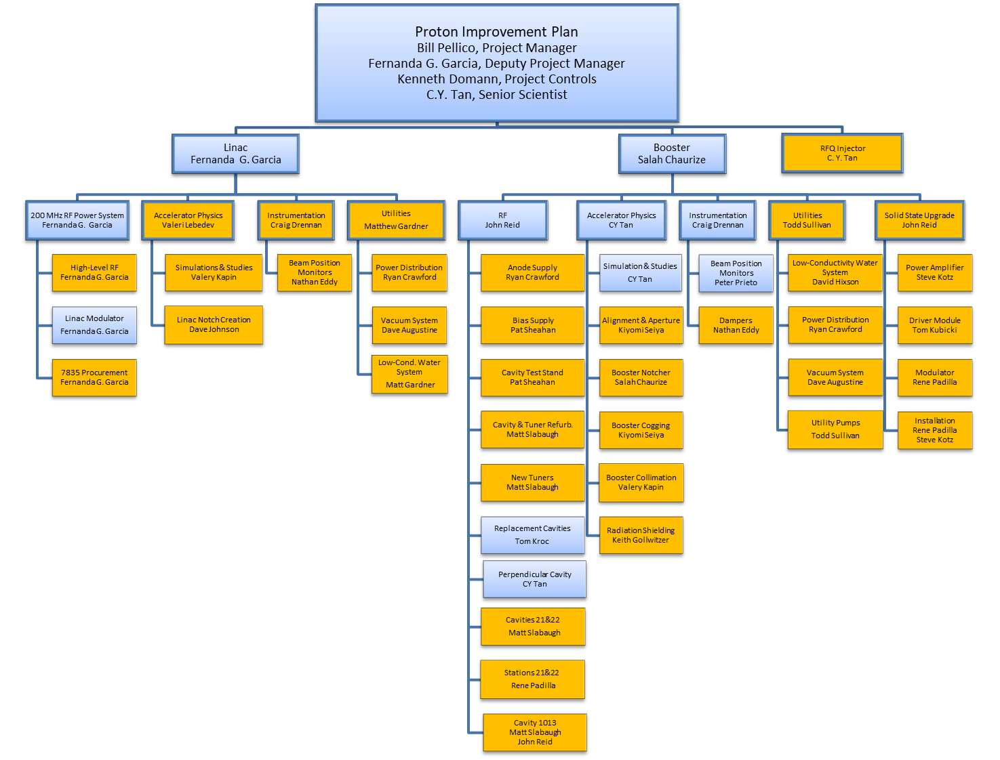 Proton Improvement Plan
Bill Pellico, Project Manager
Fernanda G. Garcia, Deputy Project Manager
Kenneth Domann, Project Controls
C.Y. Tan, Senior Scientist
Linac
Fernanda G. Garcia
Booster
Salah Chaurize
RFQ Injector
C. Y. Tan
200 MHz RF Power System
Fernanda G. Garcia
High-Level RF
Fernanda G. Garcia
Linac Modulator
Fernanda G. Garcia
7835 Procurement
Fernanda G. Garcia
Accelerator Physics
Valeri Lebedev
Simulations & Studies
Valery Kapin
Linac Notch Creation
Dave Johnson
Instrumentation
Craig Drennan
Beam Position
Monitors
Nathan Eddy
Utilities
Matthew Gardner
Power Distribution
Ryan Crawford
Vacuum System
Dave Augustine
Low-Cond. Water
System
Matt Gardner
RF
John Reid
Anode Supply
Ryan Crawford
Bias Supply
Pat Sheahan
Cavity Test Stand
Pat Sheahan
Cavity & Tuner Refurb.
Matt Slabaugh
New Tuners
Matt Slabaugh
Replacement Cavities
Tom Kroc
Perpendicular Cavity
CY Tan
Cavities 21&22
Matt Slabaugh
Stations 21&22
Rene Padilla
Cavity 1013
Matt Slabaugh
John Reid
Accelerator Physics
CY Tan
Simulation & Studies
CY Tan
Alignment & Aperture
Kiyomi Seiya
Booster Notcher
Salah Chaurize
Booster Cogging
Kiyomi Seiya
Booster Collimation
Valery Kapin
Radiation Shielding
Keith Gollwitzer
Instrumentation
Craig Drennan
Beam Position
Monitors
Peter Prieto
Dampers
Nathan Eddy
Utilities
Todd Sullivan
Low-Conductivity Water
System
David Hixson
Power Distribution
Ryan Crawford
Vacuum System
Dave Augustine
Utility Pumps
Todd Sullivan
Solid State Upgrade
John Reid
Power Amplifier
Steve Kotz
Driver Module
Tom Kubicki
Modulator
Rene Padilla
Installation
Rene Padilla
Steve Kotz